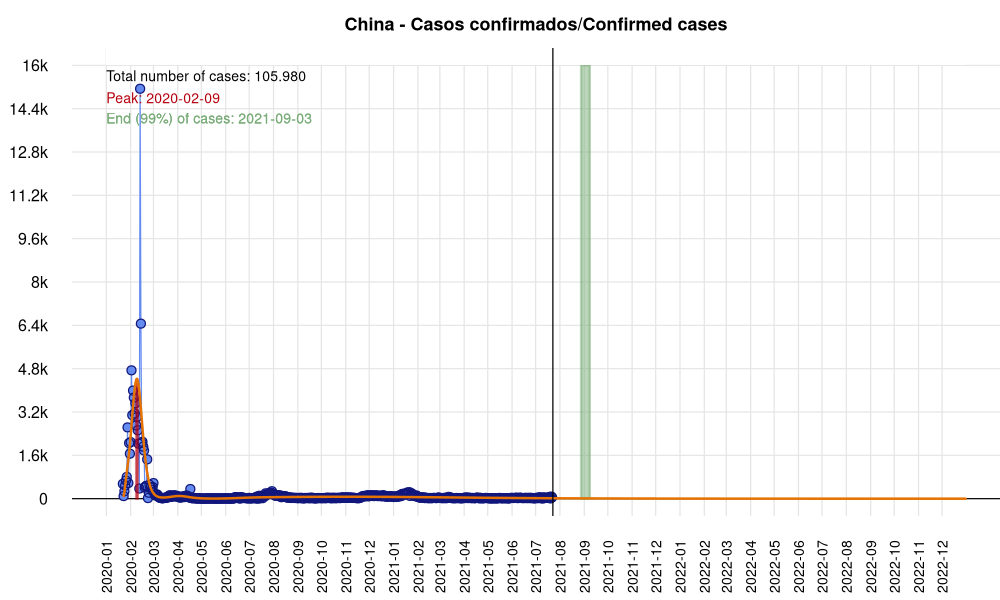 China - Casos confirmados/Confirmed cases
16k
Total number of cases: 105.980
Peak: 2020-02-09
14.4k
End (99%) of cases: 2021-09-03
12.8k
11.2k
9.6k
8k
6.4k
4.8k
3.2k
1.6k
0
2020-01
2020-02
2020-03
2020-04
2020-05
2020-06
2020-07
2020-08
2020-09
2020-10
2020-11
2020-12
2021-01
2021-02
2021-03
2021-04
2021-05
2021-06
2021-07
2021-08
2021-09
2021-10
2021-11
2021-12
2022-01
2022-02
2022-03
2022-04
2022-05
2022-06
2022-07
2022-08
2022-09
2022-10
2022-11
2022-12